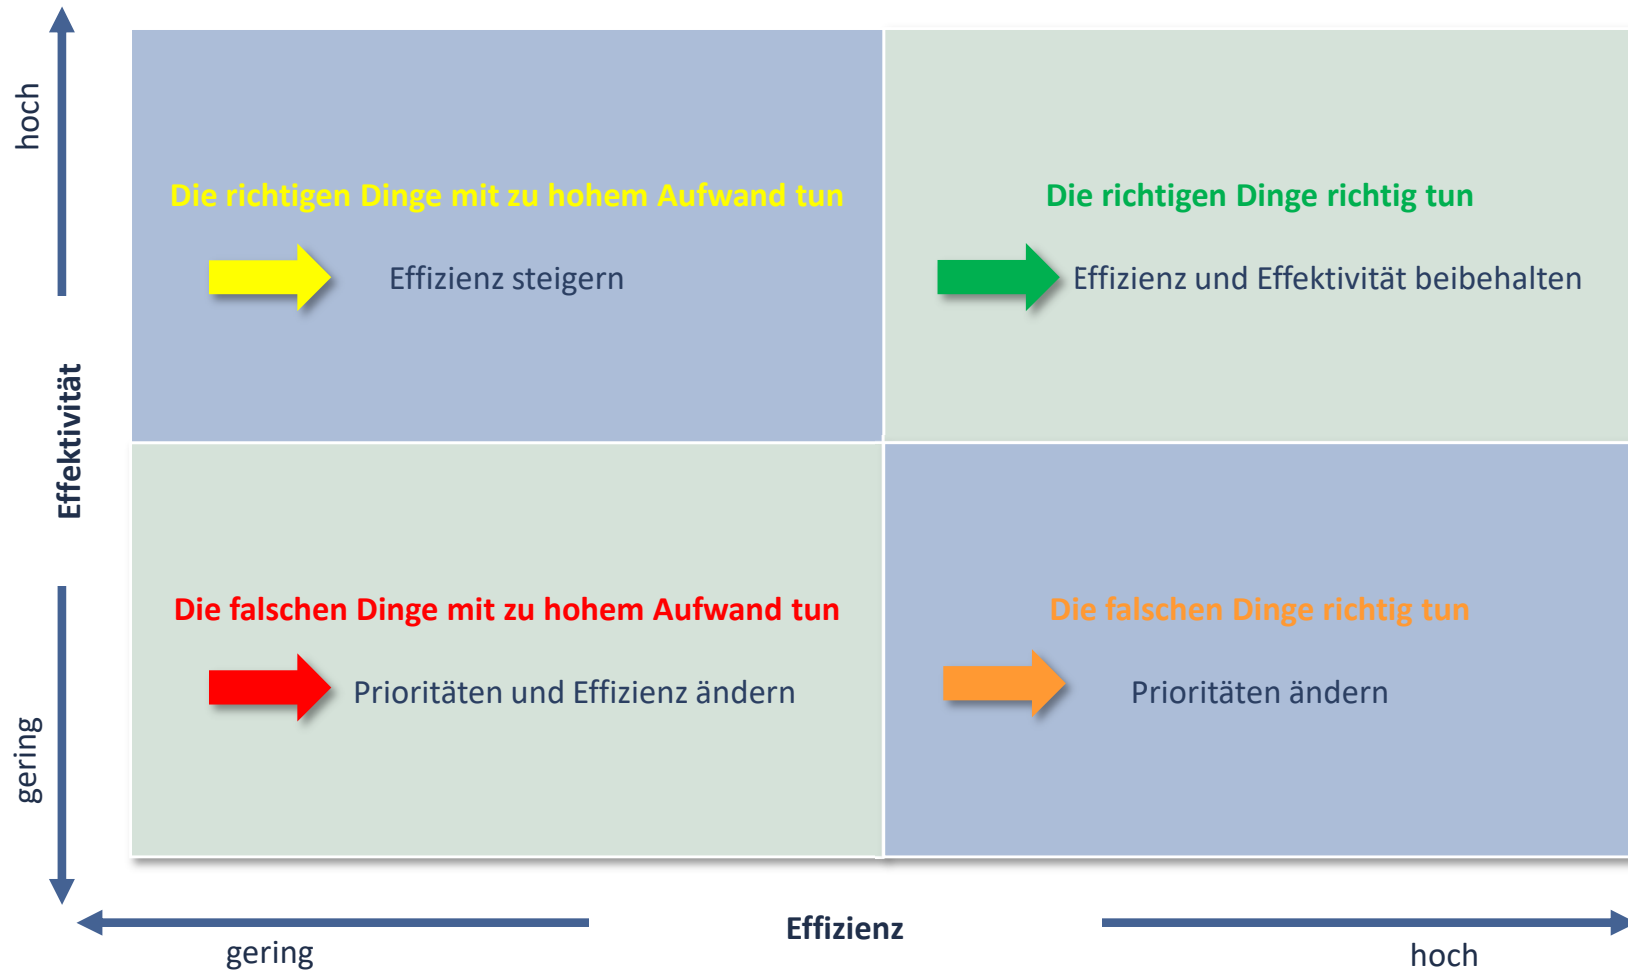 hoch
Die richtigen Dinge mit zu hohem Aufwand tun
Effizienz steigern
Die richtigen Dinge richtig tun
Effizienz und Effektivität beibehalten
Effektivität
Die falschen Dinge mit zu hohem Aufwand tun
Prioritäten und Effizienz ändern
Die falschen Dinge richtig tun
Prioritäten ändern
gering
gering
Effizienz
hoch